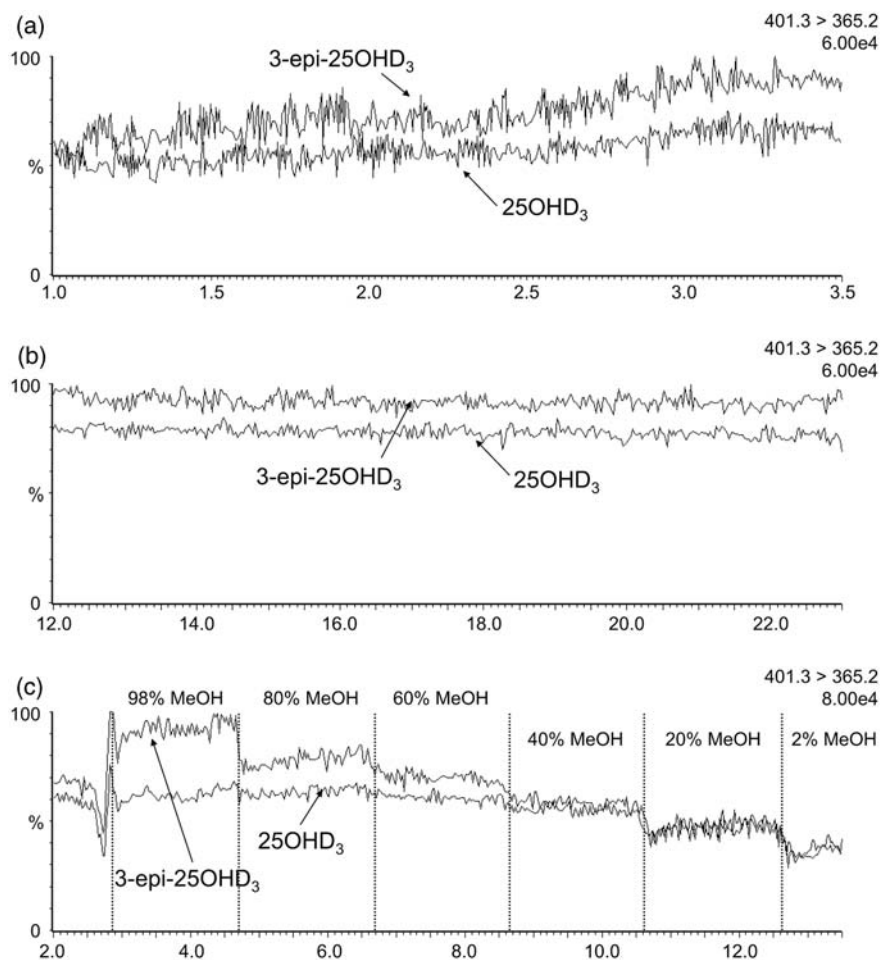 (a)
401.3 > 365.2
6.00e4
100
3-epi-25OHD₃
%
25OHD₃
0
1.0 1.5 2.0 2.5 3.0 3.5
(b)
401.3 > 365.2
6.00e4
100
3-epi-25OHD₃ 25OHD₃
%
0
12.0 14.0 16.0 18.0 20.0 22.0
(c)
401.3 > 365.2
8.00e4
98% MeOH 80% MeOH 60% MeOH
100
40% MeOH 20% MeOH 2% MeOH
%
25OHD₃
3-epi-25OHD₃
0
2.0 4.0 6.0 8.0 10.0 12.0